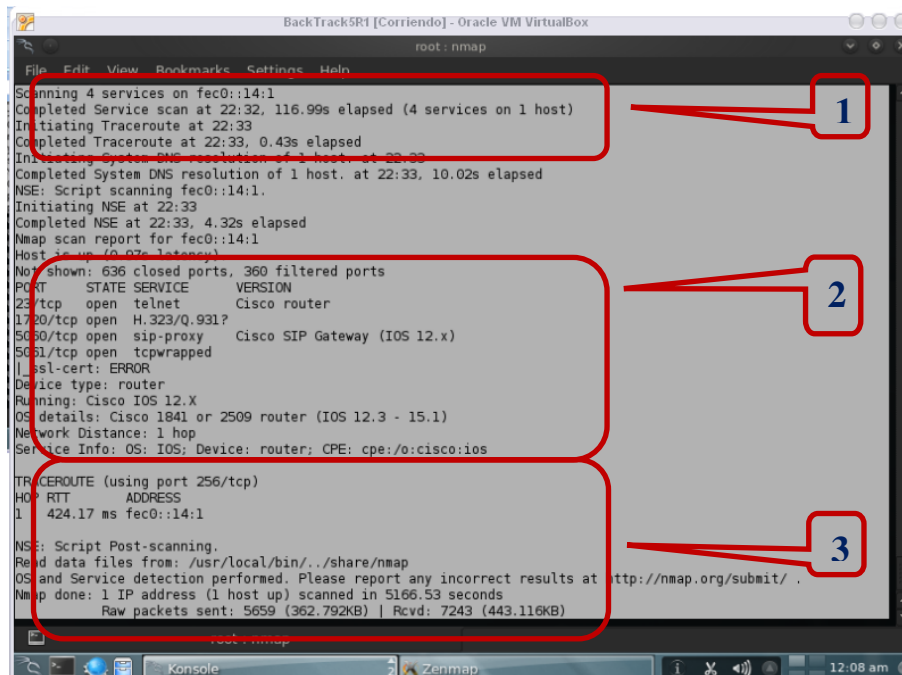 BackTrack5R1 [Corriendo] - Oracle VM VirtualBox
root : nmap
File Edit View Bookmarks Settings Help
Scanning 4 services on fec0::14:1
Completed Service scan at 22:32, 116.99s elapsed (4 services on 1 host)
Initiating Traceroute at 22:33
Completed Traceroute at 22:33, 0.43s elapsed
Initiating System DNS resolution of 1 host. at 22:33
Completed System DNS resolution of 1 host. at 22:33, 10.02s elapsed
NSE: Script scanning fec0::14:1.
Initiating NSE at 22:33
Completed NSE at 22:33, 4.32s elapsed
Nmap scan report for fec0::14:1
Host is up (0.97s latency)
Not shown: 636 closed ports, 360 filtered ports
PORT STATE SERVICE VERSION
23/tcp open telnet Cisco router
1720/tcp open H.323/Q.931?
5060/tcp open sip-proxy Cisco SIP Gateway (IOS 12.x)
5061/tcp open tcpwrapped
|_ssl-cert: ERROR
Device type: router
Running: Cisco IOS 12.X
OS details: Cisco 1841 or 2509 router (IOS 12.3 - 15.1)
Network Distance: 1 hop
Service Info: OS: IOS; Device: router; CPE: cpe:/o:cisco:ios
TRACEROUTE (using port 256/tcp)
HOP RTT ADDRESS
1 424.17 ms fec0::14:1
NSE: Script Post-scanning.
Read data files from: /usr/local/bin/../share/nmap
OS and Service detection performed. Please report any incorrect results at http://nmap.org/submit/ .
Nmap done: 1 IP address (1 host up) scanned in 5166.53 seconds
Raw packets sent: 5659 (362.792KB) | Rcvd: 7243 (443.116KB)
root : nmap
Konsole
2
Zenmap
12:08 am
1
2
3